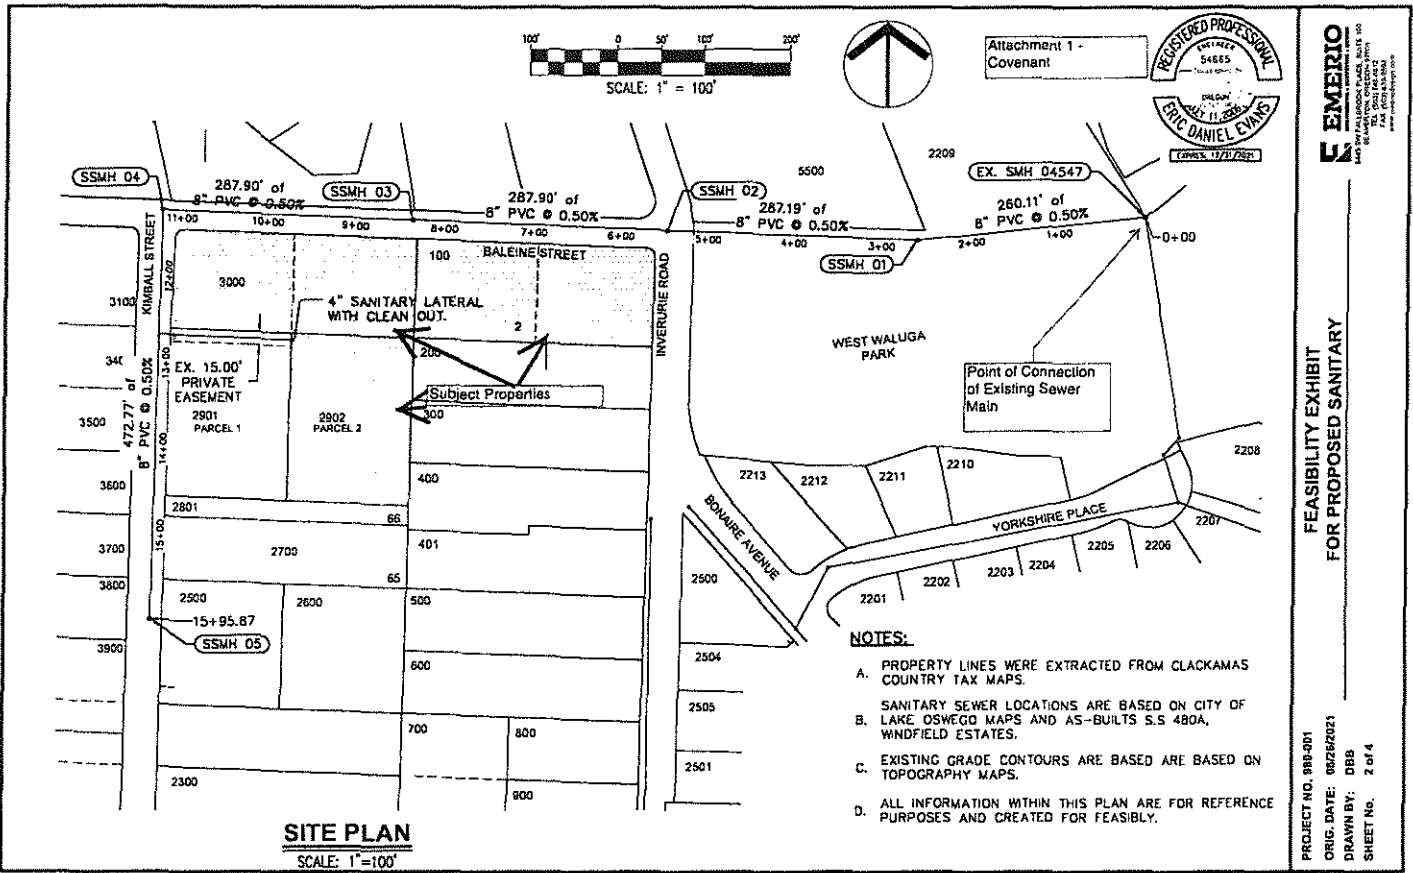 100'
0
50'
100'
200'
SCALE: 1" = 100'
Attachment 1 -
Covenant
REGISTERED PROFESSIONAL
ENGINEER
54665
OREGON
JULY 11, 2006
ERIC DANIEL EVANS
EXPIRES: 12/31/2021
EMERIO
PROJECT NO. 980-001
ORIG. DATE: 08/26/2021
DRAWN BY: DBB
SHEET No. 2 of 4
FEASIBILITY EXHIBIT
FOR PROPOSED SANITARY
SSMH 04
287.90' of
8" PVC @ 0.50%
SSMH 03
287.90' of
8" PVC @ 0.50%
SSMH 02
287.19' of
8" PVC @ 0.50%
5500
2209
EX. SMH 04547
260.11' of
8" PVC @ 0.50%
11+00
10+00
9+00
8+00
7+00
6+00
5+00
4+00
3+00
2+00
1+00
0+00
SSMH 01
KIMBALL STREET
12+00
13+00
14+00
15+00
472.77' of
8" PVC @ 0.50%
BALEINE STREET
INVERURIE ROAD
3000
100
2
4" SANITARY LATERAL
WITH CLEAN OUT.
200
EX. 15.00'
PRIVATE
EASEMENT
2901
PARCEL 1
2902
PARCEL 2
Subject Properties
300
WEST WALUGA
PARK
Point of Connection
of Existing Sewer
Main
3100
340
3500
3600
3700
3800
3900
400
2801
66
401
2700
65
2500
2600
500
15+95.87
SSMH 05
600
700
800
900
2300
2213
2212
2211
2210
2208
2207
BONAIRE AVENUE
YORKSHIRE PLACE
2201
2202
2203
2204
2205
2206
2500
2504
2505
2501
NOTES:
A. PROPERTY LINES WERE EXTRACTED FROM CLACKAMAS
COUNTRY TAX MAPS.
B. SANITARY SEWER LOCATIONS ARE BASED ON CITY OF
LAKE OSWEGO MAPS AND AS-BUILTS S.S 480A,
WINDFIELD ESTATES.
C. EXISTING GRADE CONTOURS ARE BASED ARE BASED ON
TOPOGRAPHY MAPS.
D. ALL INFORMATION WITHIN THIS PLAN ARE FOR REFERENCE
PURPOSES AND CREATED FOR FEASIBLY.
SITE PLAN
SCALE: 1"=100'